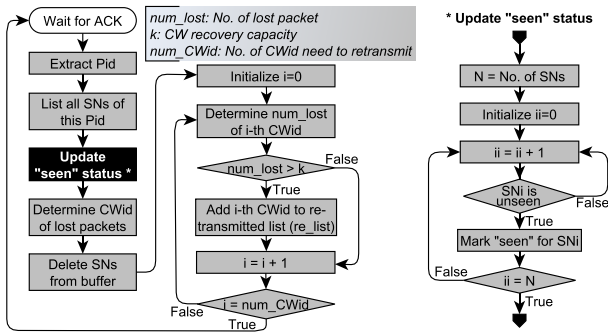 Wait for ACK
Extract Pid
List all SNs of
this Pid
Update
"seen" status *
Determine CWid
of lost packets
Delete SNs
from buffer
num_lost: No. of lost packet
k: CW recovery capacity
num_CWid: No. of CWid need to retransmit
Initialize i=0
Determine num_lost
of i-th CWid
num_lost > k
False
True
Add i-th CWid to re-
transmitted list (re_list)
i = i + 1
i = num_CWid
False
True
* Update "seen" status
N = No. of SNs
Initialize ii=0
ii = ii + 1
SNi is
unseen
False
True
Mark "seen" for SNi
False
ii = N
True